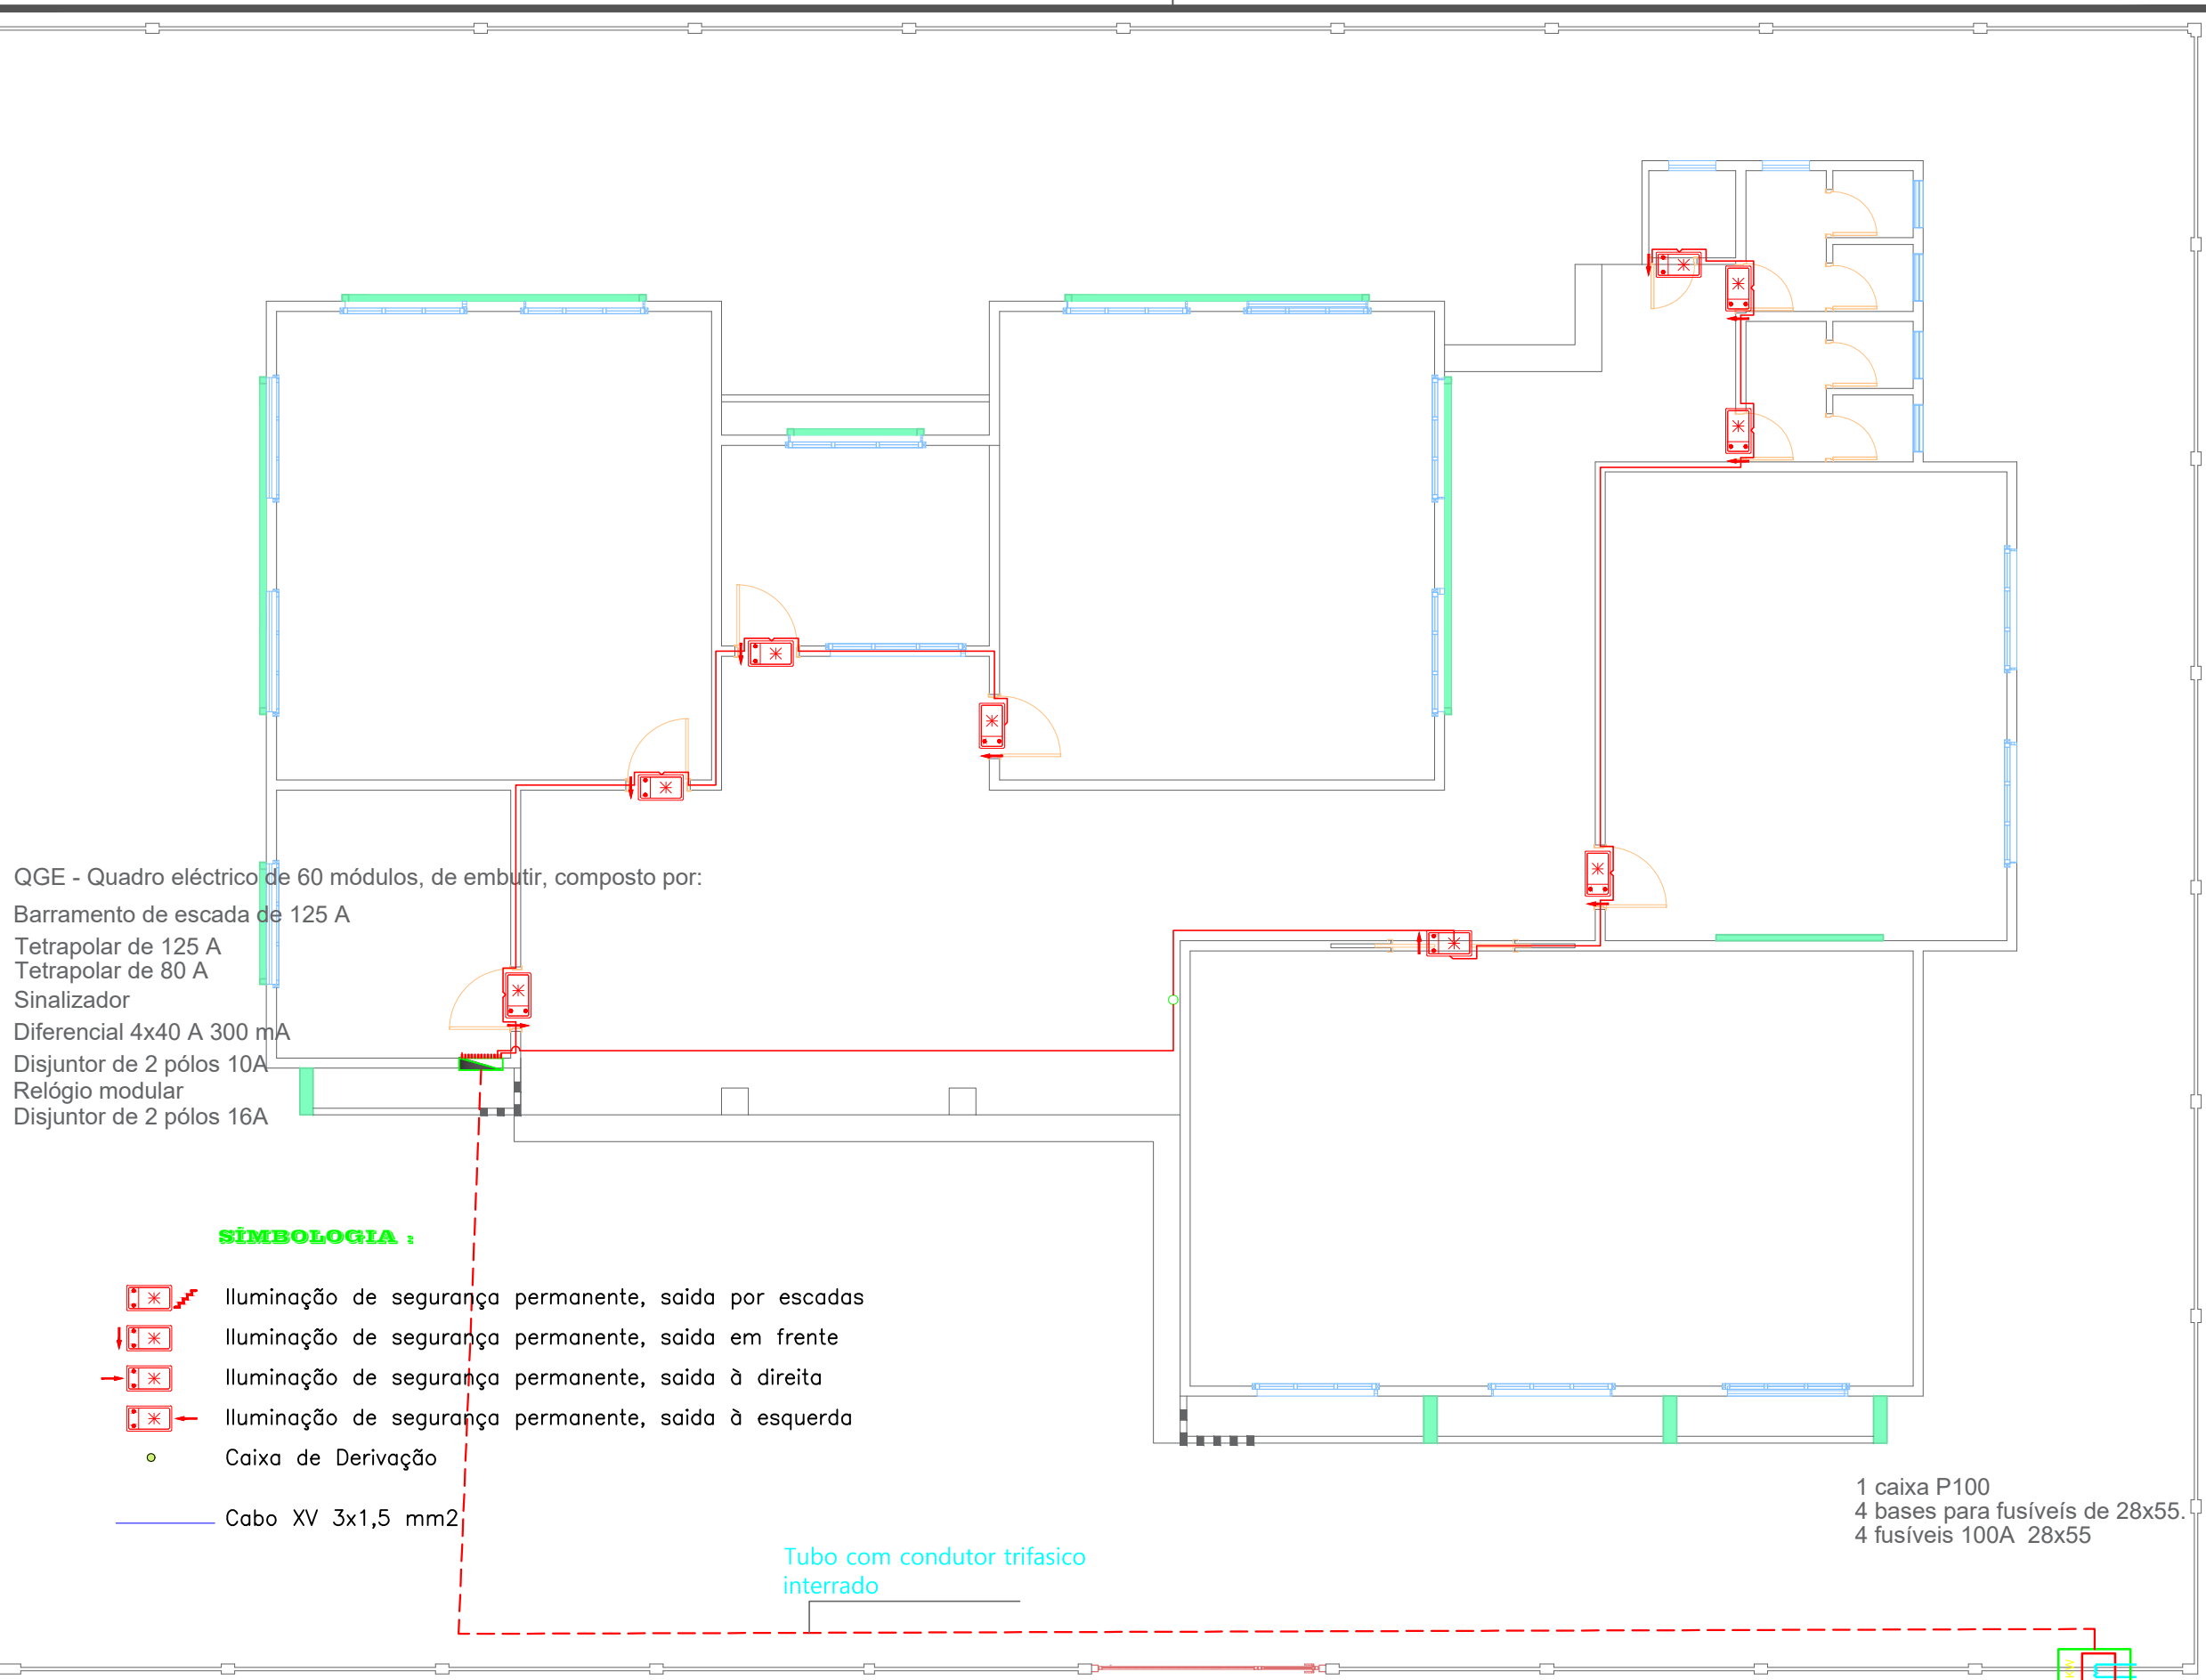 QGE - Quadro eléctrico de 60 módulos, de embutir, composto por:
Barramento de escada de 125 A
Tetrapolar de 125 A
Tetrapolar de 80 A
Sinalizador
Diferencial 4x40 A 300 mA
Disjuntor de 2 pólos 10A
Relógio modular
Disjuntor de 2 pólos 16A
SIMBOLOGIA :
Iluminação de segurança permanente, saida por escadas
Iluminação de segurança permanente, saida em frente
Iluminação de segurança permanente, saida à direita
Iluminação de segurança permanente, saida à esquerda
Caixa de Derivação
Cabo XV 3x1,5 mm2
1 caixa P100
4 bases para fusíveís de 28x55.
4 fusíveis 100A 28x55
Tubo com condutor trifasico
interrado